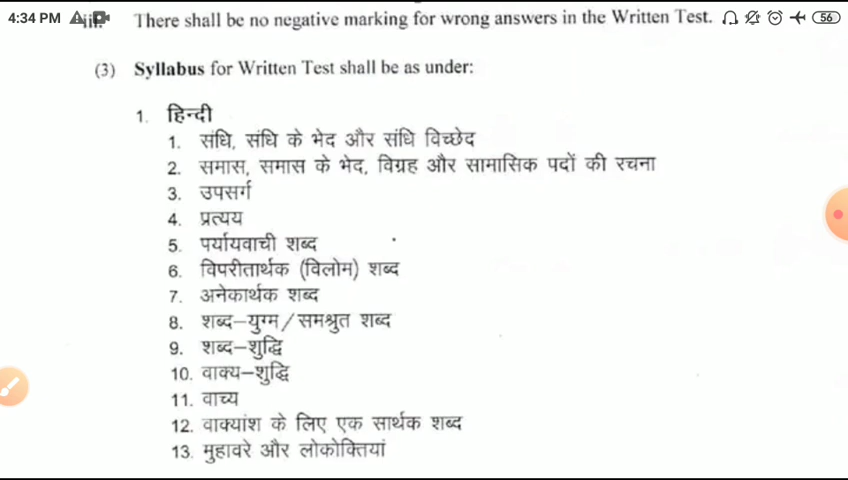 There shall be no negative marking for wrong answers in the Written Test.
4:34 PM
56
(3) Syllabus for Written Test shall be as under:
1. हिन्दी
1. संधि, संधि के भेद और संधि विच्छेद
2. समास, समास के भेद, विग्रह और सामासिक पदों की रचना
3. उपसर्ग
4. प्रत्यय
5. पर्यायवाची शब्द
6. विपरीतार्थक (विलोम) शब्द
7. अनेकार्थक शब्द
8. शब्द–युग्म/समश्रुत शब्द
9. शब्द–शुद्धि
10. वाक्य–शुद्धि
11. वाच्य
12. वाक्यांश के लिए एक सार्थक शब्द
13. मुहावरे और लोकोक्तियां